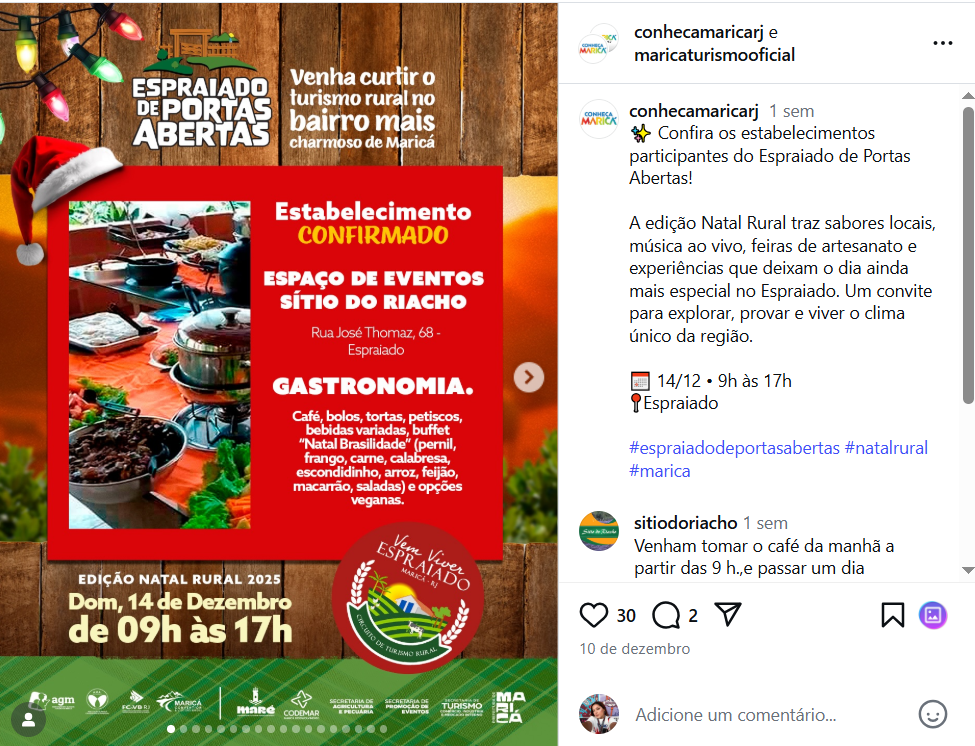 ESPRAIADO
DE PORTAS
ABERTAS
Venha curtir o
turismo rural no
bairro mais
charmoso de Maricá
Estabelecimento
CONFIRMADO
ESPAÇO DE EVENTOS
SÍTIO DO RIACHO
Rua José Thomaz, 68 -
Espraiado
GASTRONOMIA.
Café, bolos, tortas, petiscos,
bebidas variadas, buffet
“Natal Brasilidade” (pernil,
frango, carne, calabresa,
escondidinho, arroz, feijão,
macarrão, saladas) e opções
veganas.
EDIÇÃO NATAL RURAL 2025
Dom, 14 de Dezembro
de 09h às 17h
Vem Viver
ESPRAIADO
MARICÁ - RJ
CIRCUITO DE TURISMO RURAL
agm
FC&VB RJ
MARICÁ
maré
CODEMAR
SECRETARIA DE
AGRICULTURA
E PECUÁRIA
SECRETARIA DE
PROMOÇÃO DE
EVENTOS
SECRETARIA DE
TURISMO
MA
RI
CÁ
conhecamaricarj e
maricaturismooficial
CONHEÇA
MARICÁ
conhecamaricarj 1 sem
✨ Confira os estabelecimentos
participantes do Espraiado de Portas
Abertas!
A edição Natal Rural traz sabores locais,
música ao vivo, feiras de artesanato e
experiências que deixam o dia ainda
mais especial no Espraiado. Um convite
para explorar, provar e viver o clima
único da região.
📅 14/12 • 9h às 17h
📍Espraiado
#espraiadodeportasabertas #natalrural
#marica
sitiodoriacho 1 sem
Venham tomar o café da manhã a
partir das 9 h.,e passar um dia
30 2
10 de dezembro
Adicione um comentário...